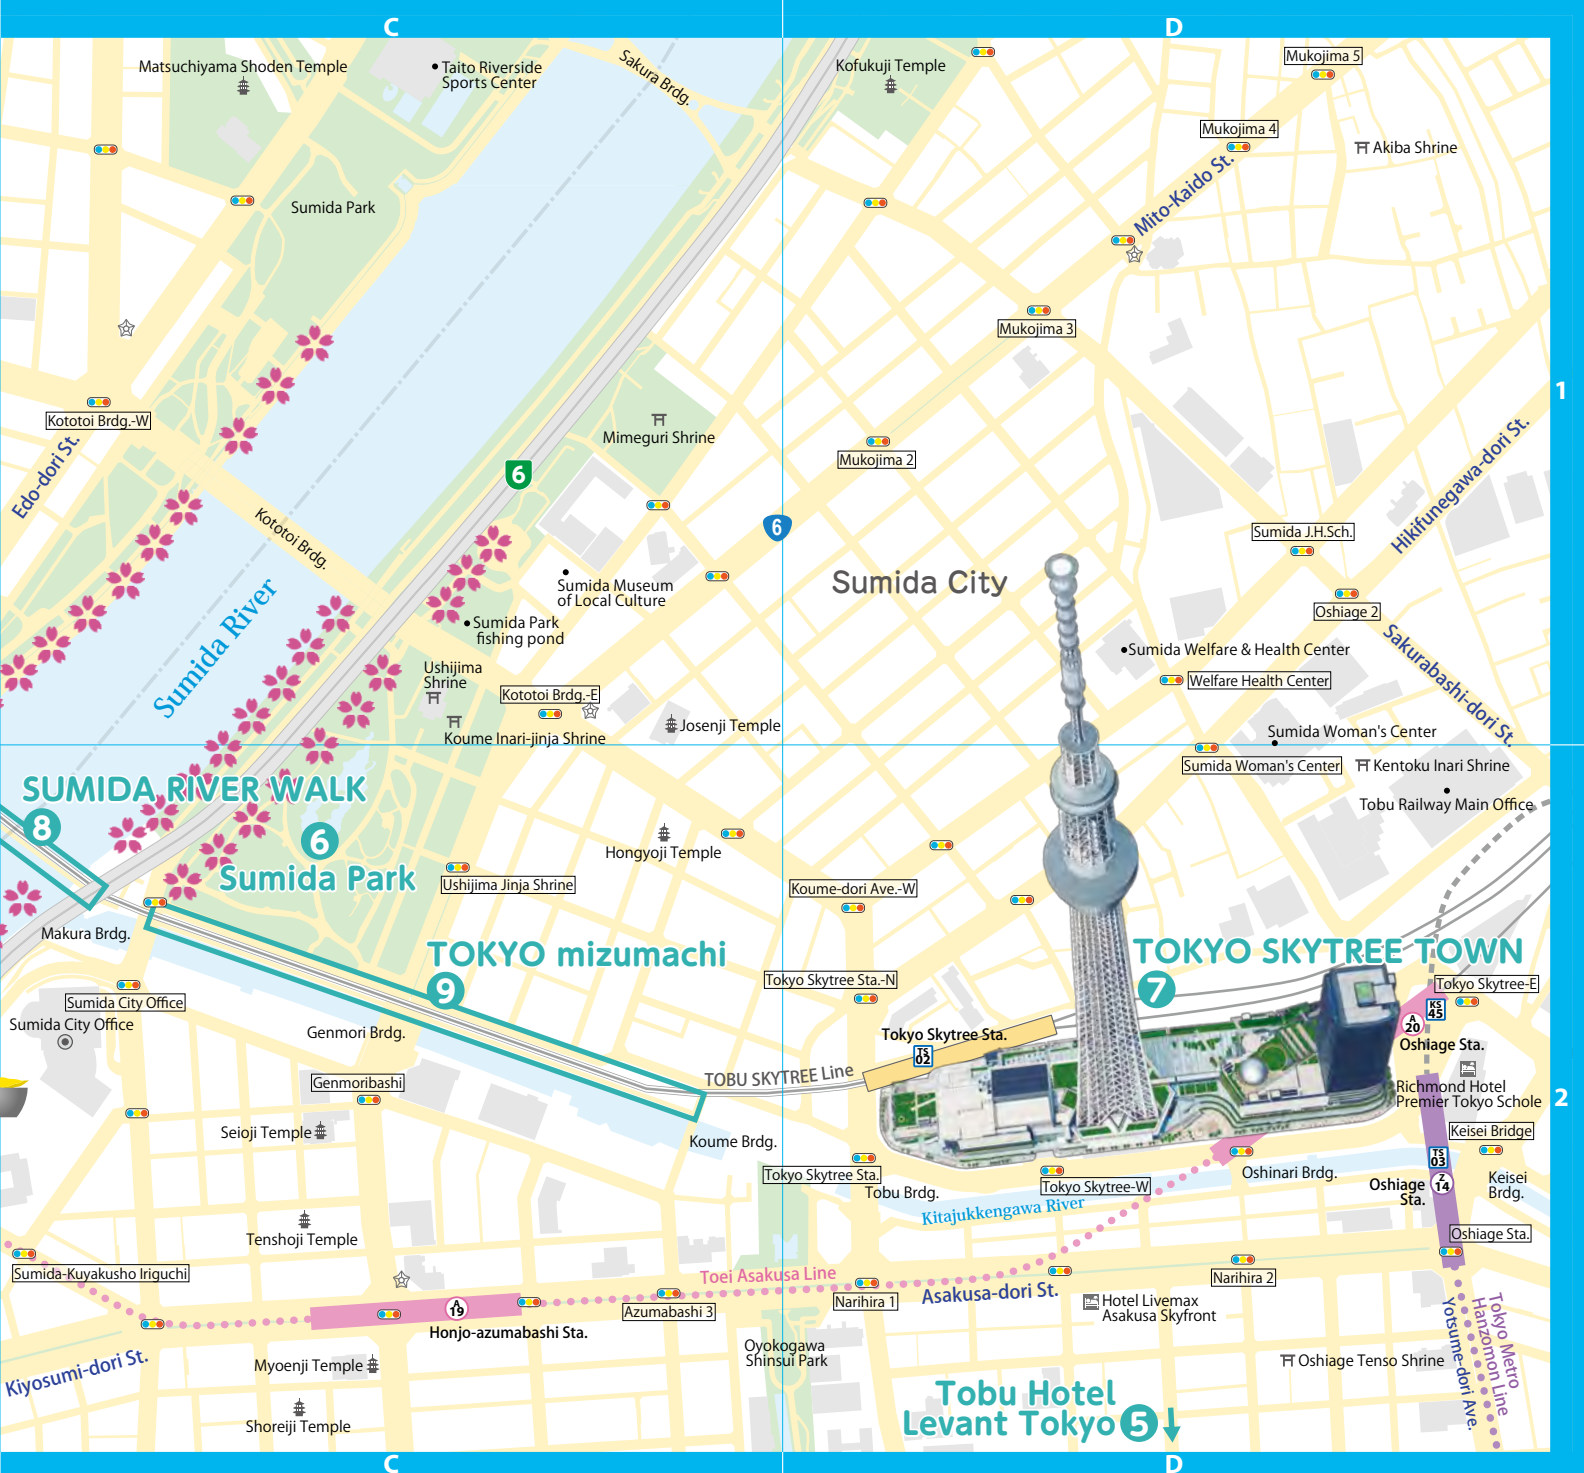 C
D
Matsuchiyama Shoden Temple
Taito Riverside
Sports Center
Sakura Brdg.
Kofukuji Temple
Mukojima 5
Mukojima 4
Akiba Shrine
Mito-Kaido St.
Sumida Park
Mukojima 3
1
Kototoi Brdg.-W
Edo-dori St.
Mimeguri Shrine
6
Mukojima 2
Hikifunegawa-dori St.
Kototoi Brdg.
6
Sumida J.H.Sch.
Sumida Museum
of Local Culture
Sumida City
Oshiage 2
Sumida Park
fishing pond
Sumida River
Sumida Welfare & Health Center
Sakurabashi-dori St.
Ushijima
Shrine
Kototoi Brdg.-E
Welfare Health Center
Koume Inari-jinja Shrine
Josenji Temple
Sumida Woman's Center
Sumida Woman's Center
Kentoku Inari Shrine
Tobu Railway Main Office
SUMIDA RIVER WALK
8
6
Sumida Park
Hongyoji Temple
Ushijima Jinja Shrine
Koume-dori Ave.-W
Makura Brdg.
TOKYO mizumachi
9
TOKYO SKYTREE TOWN
7
Tokyo Skytree Sta.-N
Tokyo Skytree-E
Sumida City Office
Sumida City Office
Genmori Brdg.
Tokyo Skytree Sta.
TS
02
KS
45
A
20
Oshiage Sta.
TOBU SKYTREE Line
Genmoribashi
Richmond Hotel
Premier Tokyo Schole
2
Seioji Temple
Koume Brdg.
Keisei Bridge
TS
03
Z
14
Tokyo Skytree Sta.
Tobu Brdg.
Tokyo Skytree-W
Oshinari Brdg.
Oshiage
Sta.
Keisei
Brdg.
Kitajukkengawa River
Tenshoji Temple
Oshiage Sta.
Sumida-Kuyakusho Iriguchi
Toei Asakusa Line
Narihira 2
A
19
Honjo-azumabashi Sta.
Azumabashi 3
Narihira 1
Asakusa-dori St.
Hotel Livemax
Asakusa Skyfront
Kiyosumi-dori St.
Myoenji Temple
Oyokogawa
Shinsui Park
Oshiage Tenso Shrine
Yotsume-dori Ave.
Tokyo Metro
Hanzomon Line
Shoreiji Temple
Tobu Hotel
Levant Tokyo
5
C
D